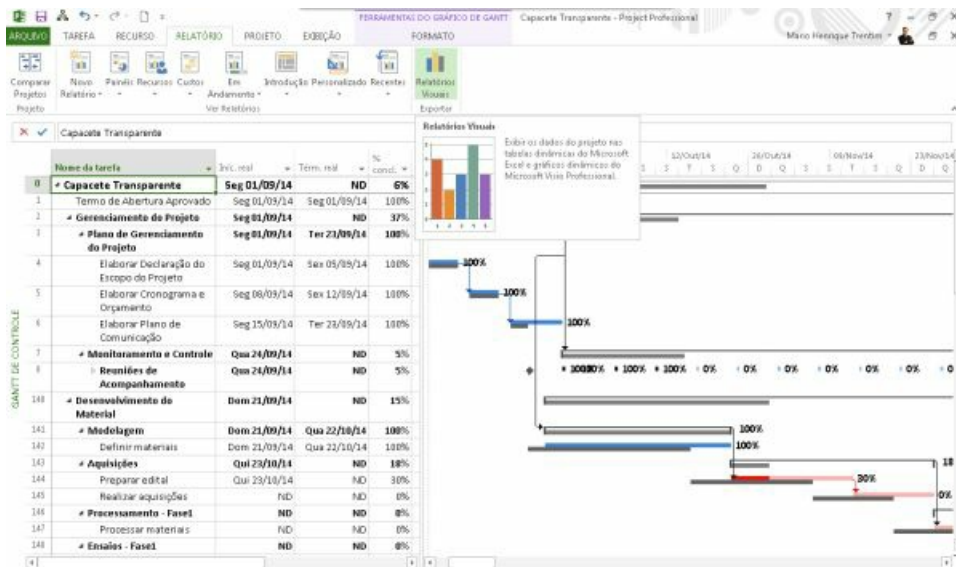 FERRAMENTAS DO GRÁFICO DE GANTT Capacete Transparente - Project Professional
ARQUIVO TAREFA RECURSO RELATÓRIO PROJETO EXIBIÇÃO FORMATO Mario Henrique Trentim
Comparar Projetos
Novo Relatório Painéis Recursos Custos Em Andamento Introdução Personalizado Recentes
Relatórios Visuais
Projeto Ver Relatórios Exportar
Capacete Transparente
Relatórios Visuais
Exibir os dados do projeto nas
tabelas dinâmicas do Microsoft
Excel e gráficos dinâmicos do
Microsoft Visio Professional.
1 2 3 4 5
12/Out/14 26/Out/14 09/Nov/14 23/Nov/14
Nome da tarefa Iníc. real Térm. real % concl.
0 Capacete Transparente Seg 01/09/14 ND 6%
1 Termo de Abertura Aprovado Seg 01/09/14 Seg 01/09/14 100%
2 Gerenciamento do Projeto Seg 01/09/14 ND 37%
3 Plano de Gerenciamento do Projeto Seg 01/09/14 Ter 23/09/14 100%
4 Elaborar Declaração do Escopo do Projeto Seg 01/09/14 Sex 05/09/14 100% 100%
5 Elaborar Cronograma e Orçamento Seg 08/09/14 Sex 12/09/14 100% 100%
6 Elaborar Plano de Comunicação Seg 15/09/14 Ter 23/09/14 100% 100%
7 Monitoramento e Controle Qua 24/09/14 ND 5%
8 Reuniões de Acompanhamento Qua 24/09/14 ND 5% 100% 100% 0% 0% 0% 0% 0%
140 Desenvolvimento do Material Dom 21/09/14 ND 15%
141 Modelagem Dom 21/09/14 Qua 22/10/14 100% 100%
142 Definir materiais Dom 21/09/14 Qua 22/10/14 100% 100%
143 Aquisições Qui 23/10/14 ND 18% 18
144 Preparar edital Qui 23/10/14 ND 30% 30%
145 Realizar aquisições ND ND 0% 0%
146 Processamento - Fase1 ND ND 0%
147 Processar materiais ND ND 0%
148 Ensaios - Fase1 ND ND 0%
GANTT DE CONTROLE